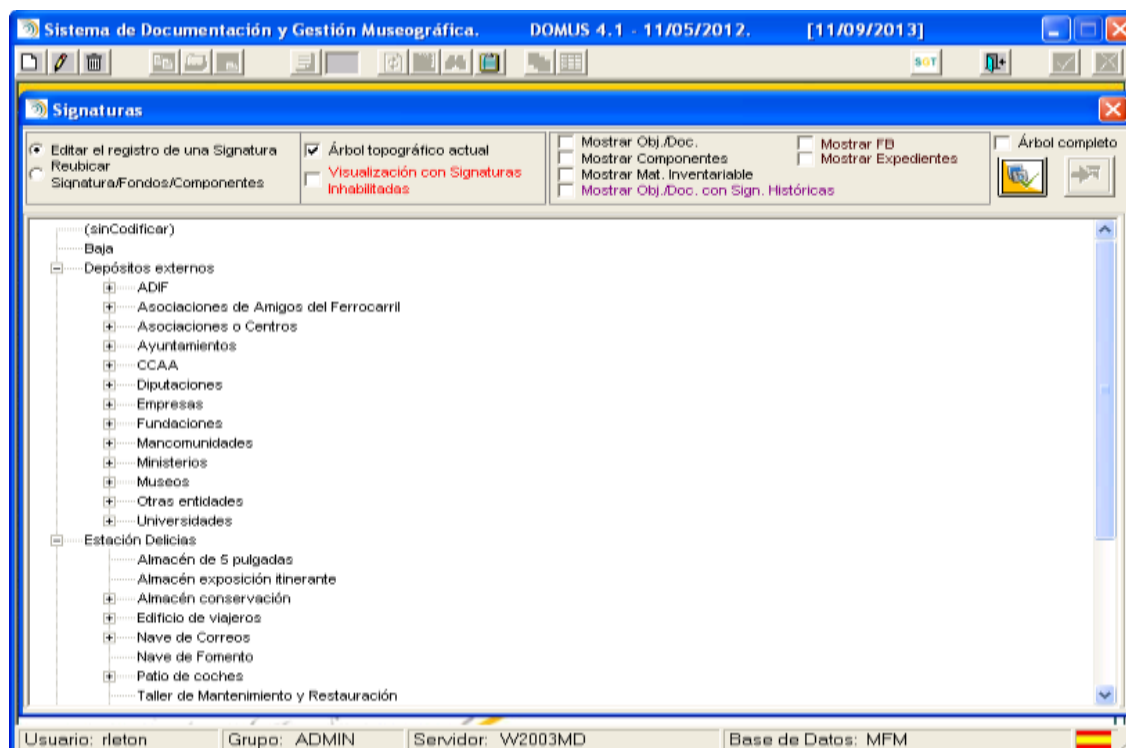 Sistema de Documentación y Gestión Museográfica. DOMUS 4.1 - 11/05/2012. [11/09/2013]
SGT
Signaturas
Editar el registro de una Signatura
Reubicar
Signatura/Fondos/Componentes
Árbol topográfico actual
Visualización con Signaturas
Inhabilitadas
Mostrar Obj./Doc.
Mostrar Componentes
Mostrar Mat. Inventariable
Mostrar Obj./Doc. con Sign. Históricas
Mostrar FB
Mostrar Expedientes
Árbol completo
(sinCodificar)
Baja
Depósitos externos
ADIF
Asociaciones de Amigos del Ferrocarril
Asociaciones o Centros
Ayuntamientos
CCAA
Diputaciones
Empresas
Fundaciones
Mancomunidades
Ministerios
Museos
Otras entidades
Universidades
Estación Delicias
Almacén de 5 pulgadas
Almacén exposición itinerante
Almacén conservación
Edificio de viajeros
Nave de Correos
Nave de Fomento
Patio de coches
Taller de Mantenimiento y Restauración
Usuario: rleton Grupo: ADMIN Servidor: W2003MD Base de Datos: MFM